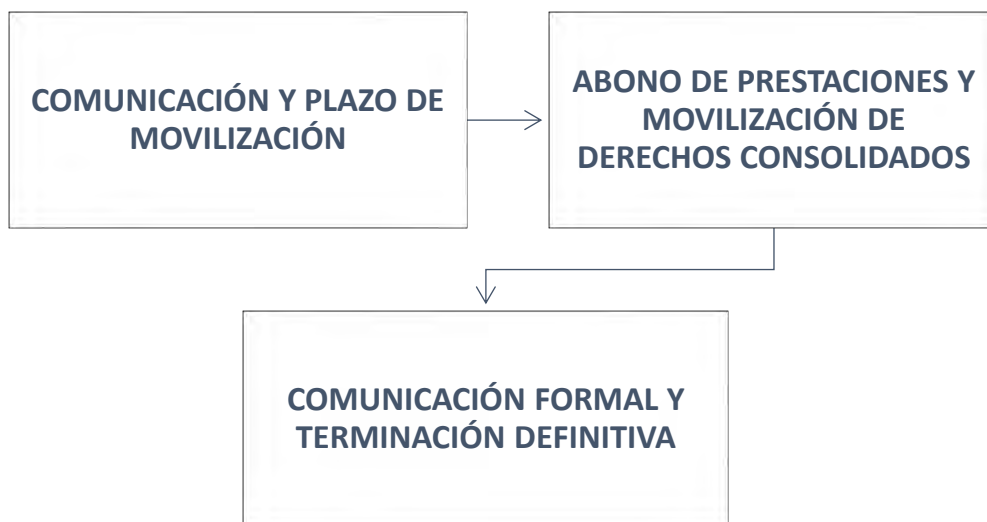 COMUNICACIÓN Y PLAZO DE
MOVILIZACIÓN
ABONO DE PRESTACIONES Y
MOVILIZACIÓN DE
DERECHOS CONSOLIDADOS
COMUNICACIÓN FORMAL Y
TERMINACIÓN DEFINITIVA